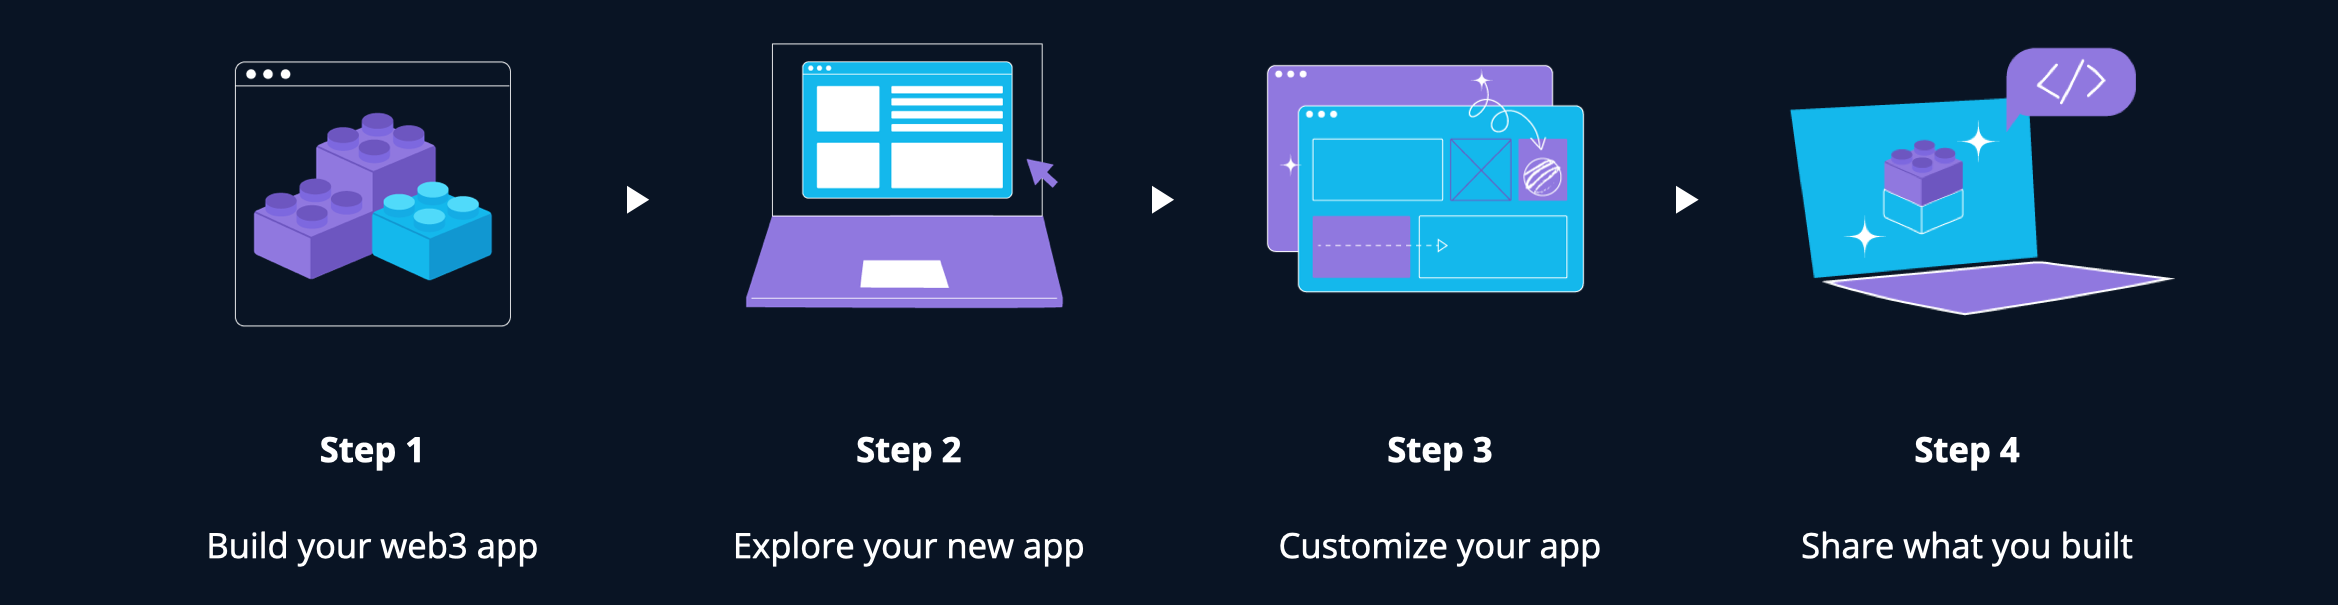 </>
Step 1
Step 2
Step 3
Step 4
Build your web3 app
Explore your new app
Customize your app
Share what you built